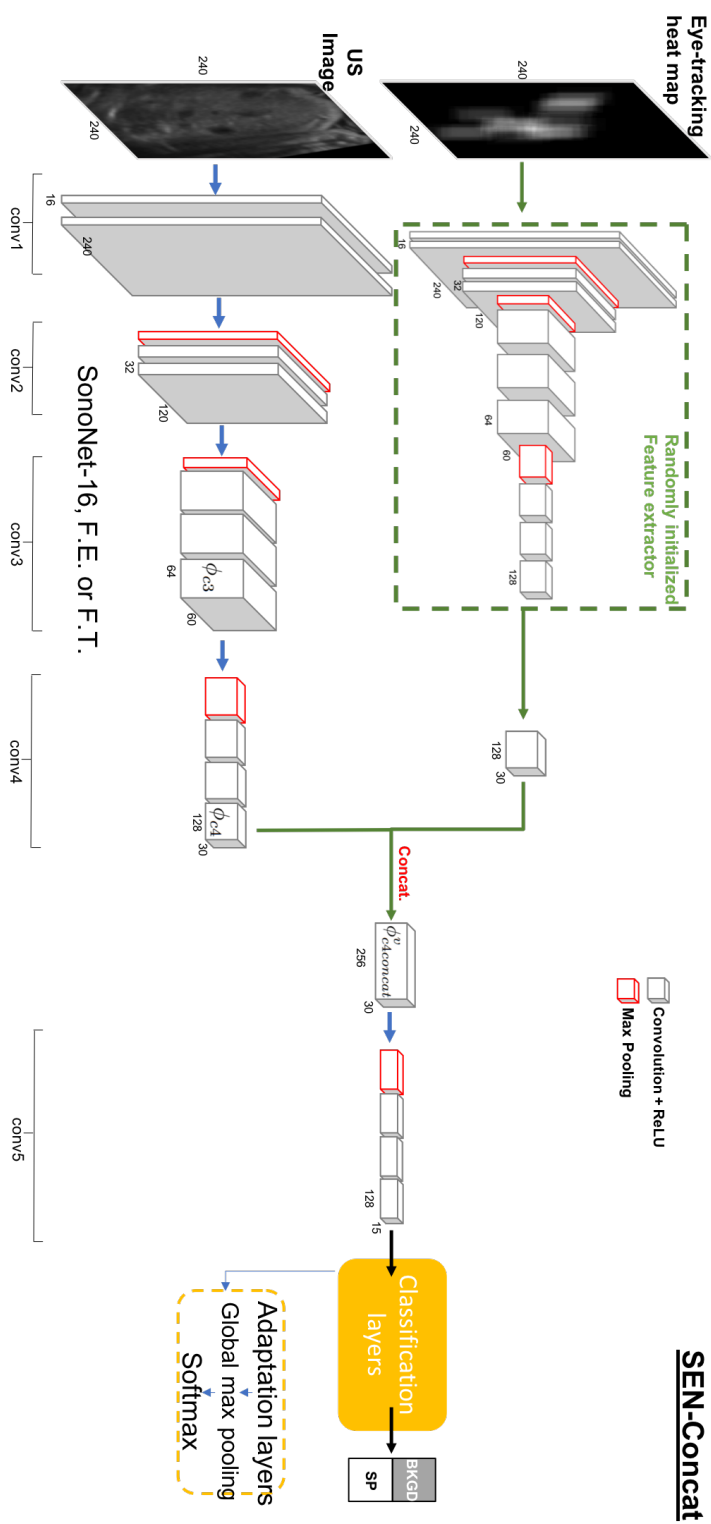 SEN-Concat
Eye-tracking
heat map
240
240
16
240
32
120
64
60
128
Randomly initialized
Feature extractor
128
30
Convolution + ReLU
Max Pooling
US
Image
240
240
16
240
32
120
ϕc3
64
60
ϕc4
128
30
Concat.
ϕᵛc4concat
256
30
128
15
Classification
layers
BKGD
SP
SonoNet-16, F.E. or F.T.
Adaptation layers
Global max pooling
Softmax
conv1
conv2
conv3
conv4
conv5